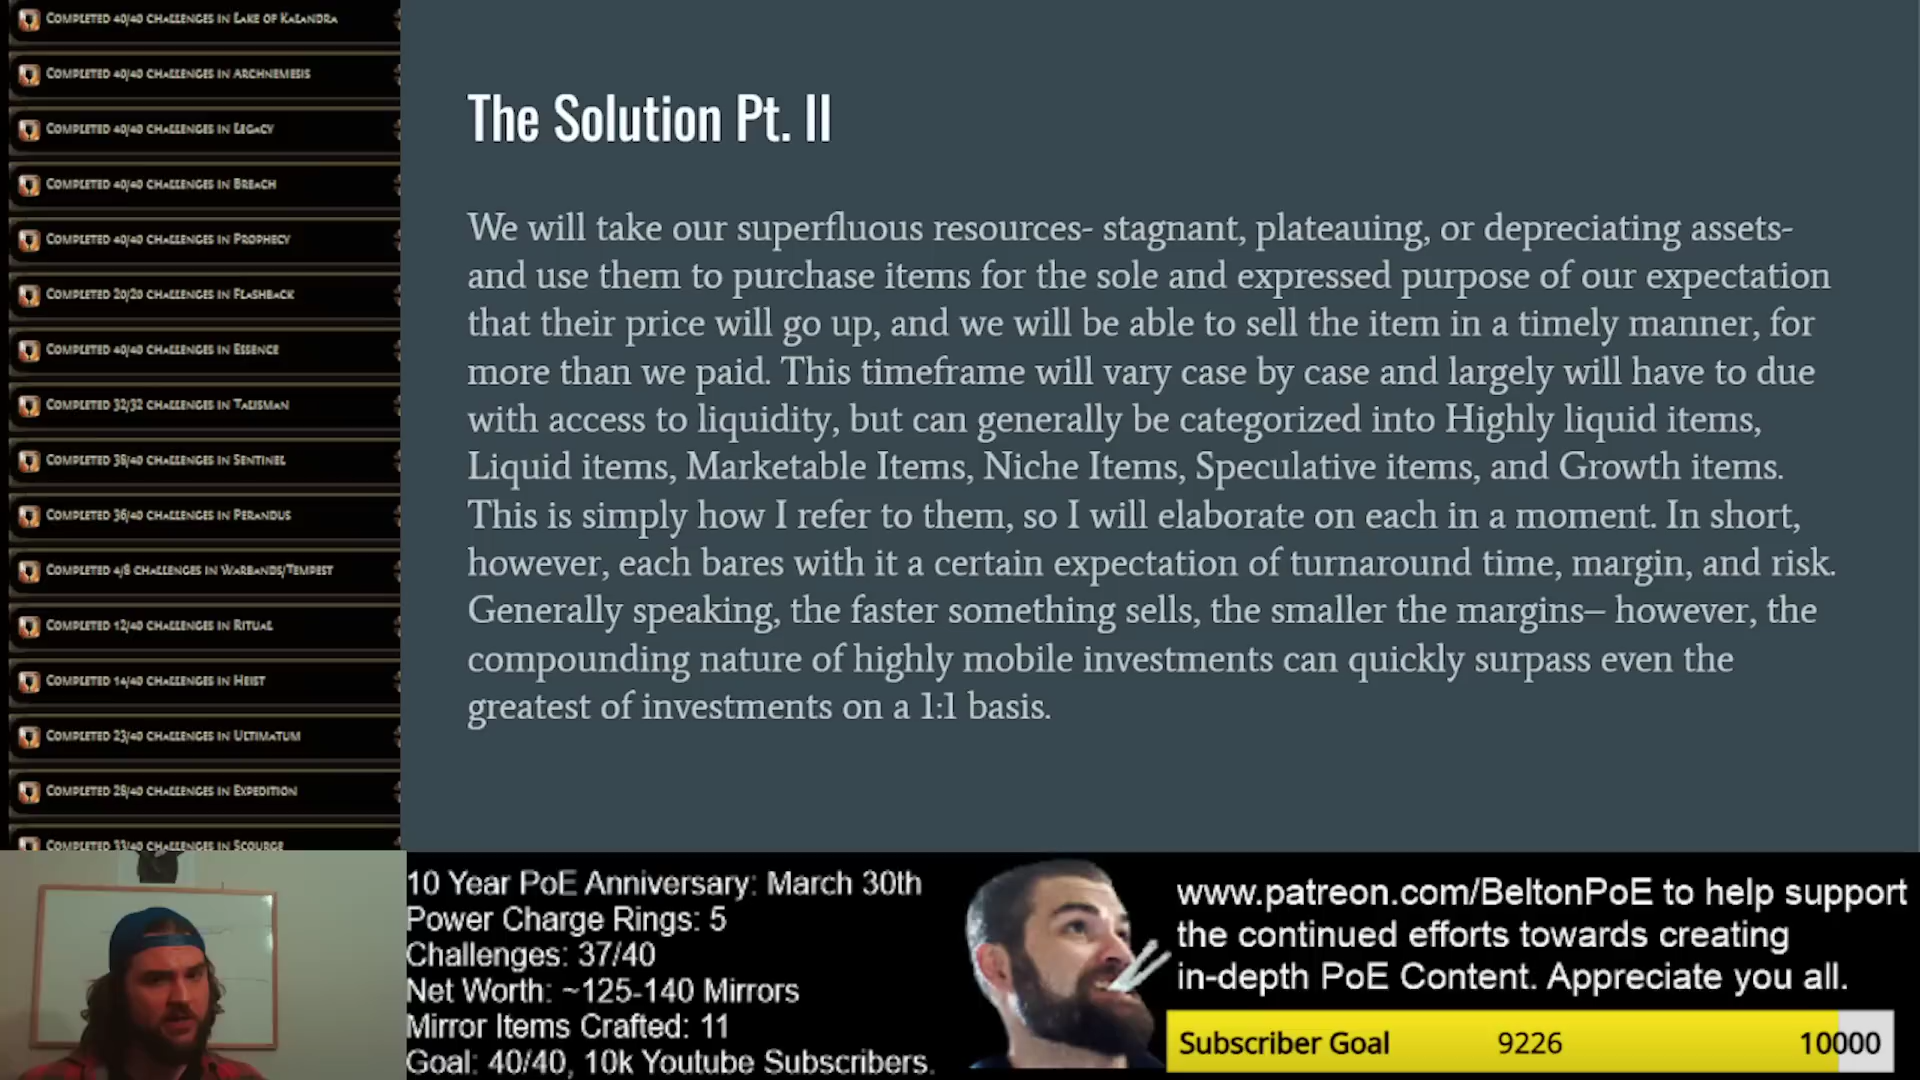 COMPLETED 40/40 CHALLENGES IN LAKE OF KALANDRA
COMPLETED 40/40 CHALLENGES IN ARCHNEMESIS
COMPLETED 40/40 CHALLENGES IN LEGACY
COMPLETED 40/40 CHALLENGES IN BREACH
COMPLETED 40/40 CHALLENGES IN PROPHECY
COMPLETED 20/20 CHALLENGES IN FLASHBACK
COMPLETED 40/40 CHALLENGES IN ESSENCE
COMPLETED 32/32 CHALLENGES IN TALISMAN
COMPLETED 38/40 CHALLENGES IN SENTINEL
COMPLETED 36/40 CHALLENGES IN PERANDUS
COMPLETED 4/8 CHALLENGES IN WARBANDS/TEMPEST
COMPLETED 12/40 CHALLENGES IN RITUAL
COMPLETED 14/40 CHALLENGES IN HEIST
COMPLETED 23/40 CHALLENGES IN ULTIMATUM
COMPLETED 28/40 CHALLENGES IN EXPEDITION
COMPLETED 33/40 CHALLENGES IN SCOURGE
The Solution Pt. II
We will take our superfluous resources- stagnant, plateauing, or depreciating assets-
and use them to purchase items for the sole and expressed purpose of our expectation
that their price will go up, and we will be able to sell the item in a timely manner, for
more than we paid. This timeframe will vary case by case and largely will have to due
with access to liquidity, but can generally be categorized into Highly liquid items,
Liquid items, Marketable Items, Niche Items, Speculative items, and Growth items.
This is simply how I refer to them, so I will elaborate on each in a moment. In short,
however, each bares with it a certain expectation of turnaround time, margin, and risk.
Generally speaking, the faster something sells, the smaller the margins– however, the
compounding nature of highly mobile investments can quickly surpass even the
greatest of investments on a 1:1 basis.
10 Year PoE Anniversary: March 30th
Power Charge Rings: 5
Challenges: 37/40
Net Worth: ~125-140 Mirrors
Mirror Items Crafted: 11
Goal: 40/40, 10k Youtube Subscribers.
www.patreon.com/BeltonPoE to help support
the continued efforts towards creating
in-depth PoE Content. Appreciate you all.
Subscriber Goal 9226 10000